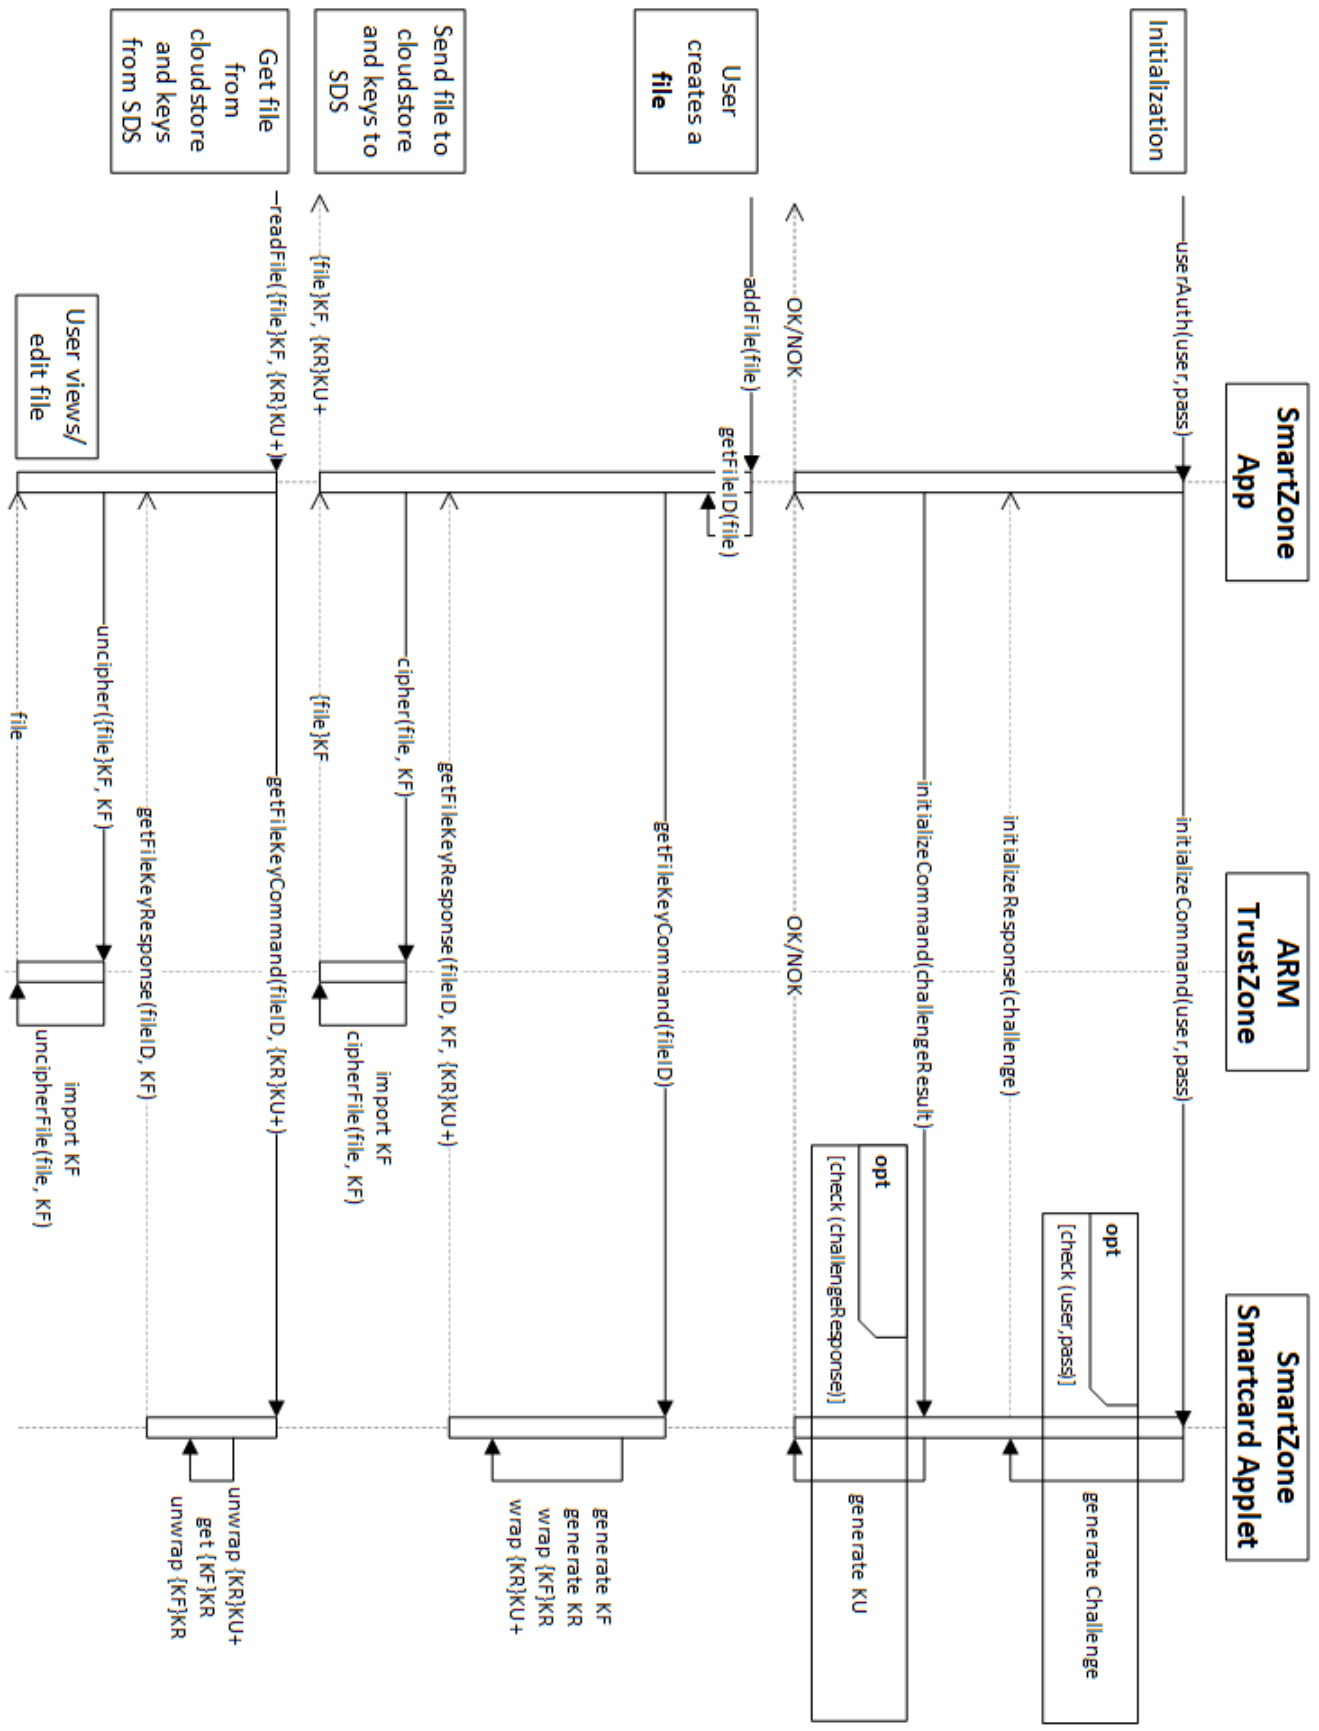 SmartZone
App
ARM
TrustZone
SmartZone
Smartcard Applet
Initialization
userAuth(user,pass)
initializeCommand(user,pass)
opt
[check (user,pass)]
generate Challenge
initializeResponse(challenge)
initializeCommand(challengeResult)
opt
[check (challengeResponse)]
generate KU
OK/NOK
OK/NOK
User
creates a
file
addFile(file)
getFileID(file)
getFileKeyCommand(fileID)
generate KF
generate KR
wrap {KF}KR
wrap {KR}KU+
getFileKeyResponse(fileID, KF, {KR}KU+)
cipher(file, KF)
import KF
cipherFile(file, KF)
Send file to
cloudstore
and keys to
SDS
{file}KF, {KR}KU+
{file}KF
Get file
from
cloudstore
and keys
from SDS
readFile({file}KF, {KR}KU+)
getFileKeyCommand(fileID, {KR}KU+)
unwrap {KR}KU+
get {KF}KR
unwrap {KF}KR
getFileKeyResponse(fileID, KF)
uncipher({file}KF, KF)
import KF
uncipherFile(file, KF)
User views/
edit file
file